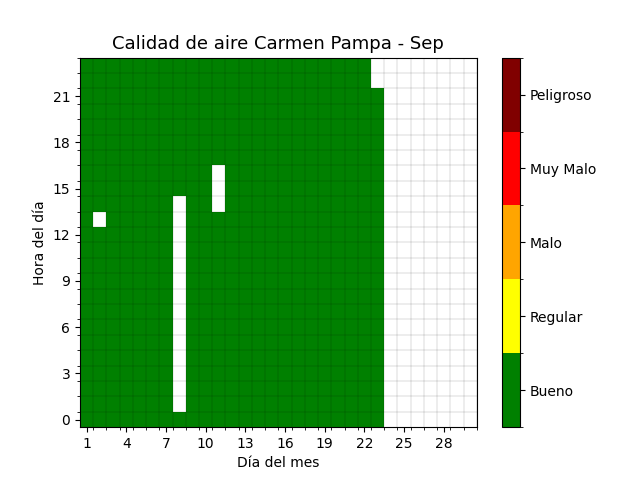 Calidad de aire Carmen Pampa - Sep
Hora del día
21
18
15
12
9
6
3
0
1 4 7 10 13 16 19 22 25 28
Día del mes
Peligroso
Muy Malo
Malo
Regular
Bueno